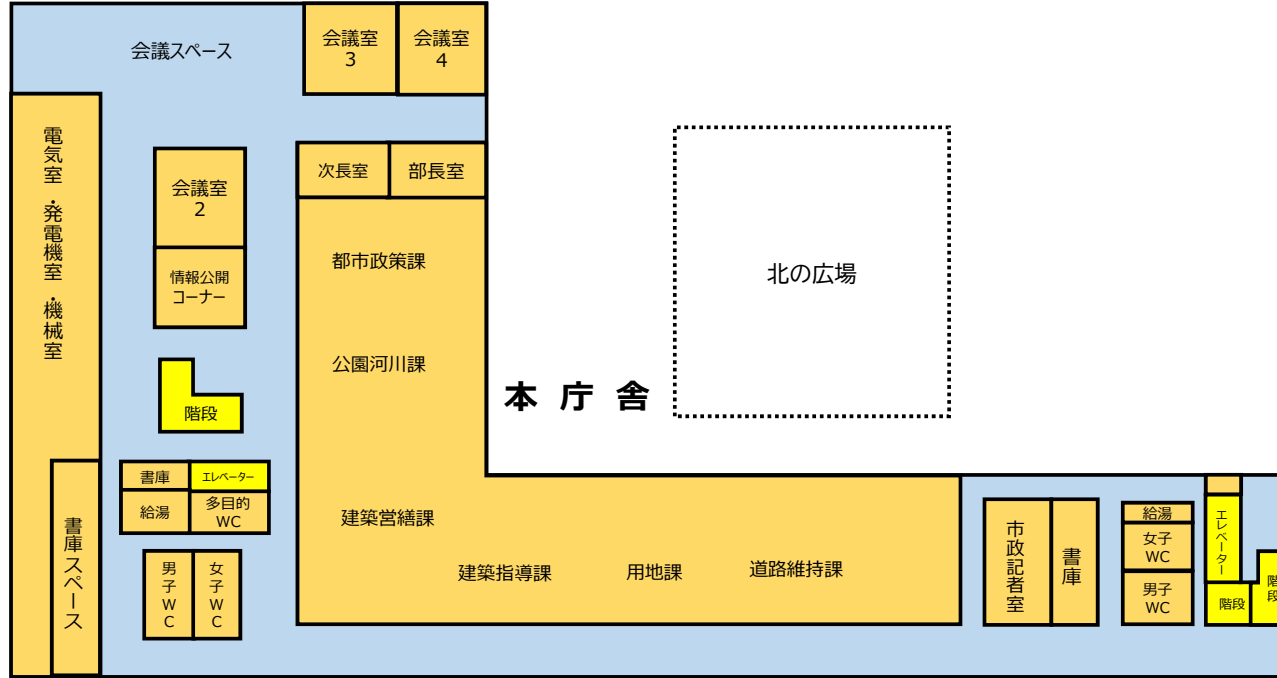 会議スペース
会議室
3
会議室
4
電気室・発電機室・機械室
会議室
2
次長室
部長室
情報公開
コーナー
都市政策課
北の広場
公園河川課
本庁舎
階段
書庫
エレベーター
給湯
多目的
WC
書庫スペース
男子WC
女子WC
建築営繕課
建築指導課
用地課
道路維持課
市政記者室
書庫
給湯
女子
WC
男子
WC
エレベーター
階段
階段